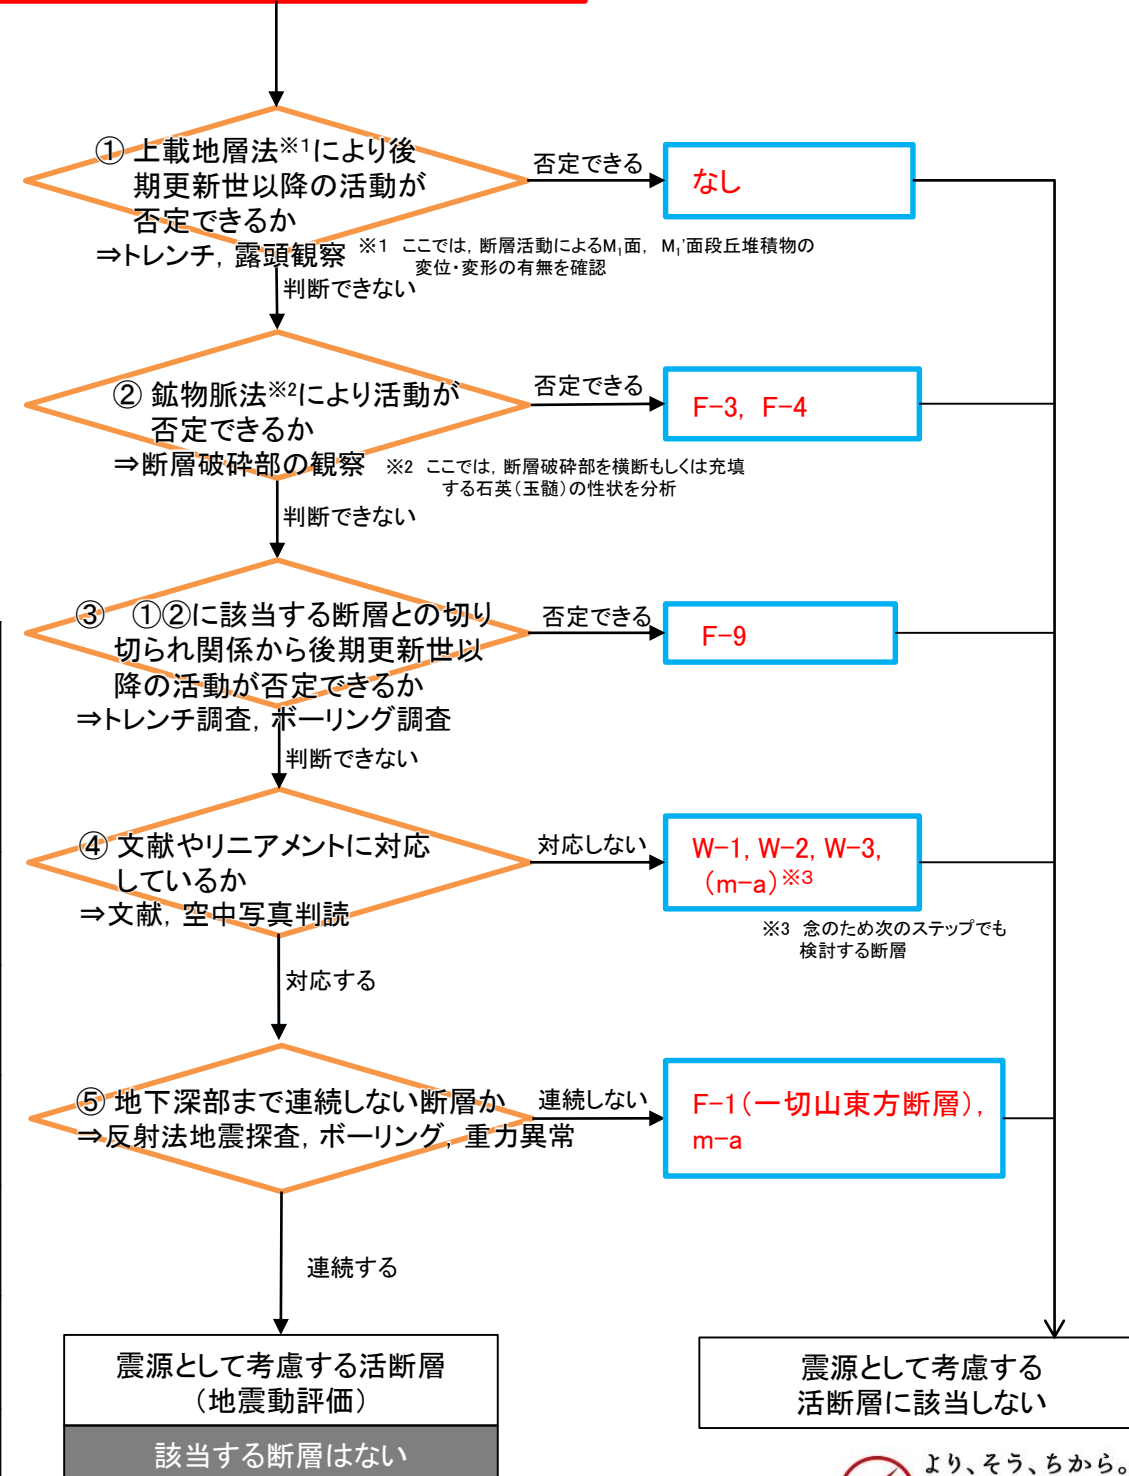 ① 上載地層法※1により後
期更新世以降の活動が
否定できるか
⇒トレンチ，露頭観察
※1 ここでは，断層活動によるM₁面，M₁'面段丘堆積物の
変位・変形の有無を確認
否定できる
なし
判断できない
② 鉱物脈法※2により活動が
否定できるか
⇒断層破砕部の観察
※2 ここでは，断層破砕部を横断もしくは充填
する石英（玉髄）の性状を分析
否定できる
F-3，F-4
判断できない
③ ①②に該当する断層との切り
切られ関係から後期更新世以
降の活動が否定できるか
⇒トレンチ調査，ボーリング調査
否定できる
F-9
判断できない
④ 文献やリニアメントに対応
しているか
⇒文献，空中写真判読
対応しない
W-1，W-2，W-3，
（m-a）※3
※3 念のため次のステップでも
検討する断層
対応する
⑤ 地下深部まで連続しない断層か
⇒反射法地震探査，ボーリング，重力異常
連続しない
F-1（一切山東方断層），
m-a
連続する
震源として考慮する活断層
（地震動評価）
該当する断層はない
震源として考慮する
活断層に該当しない
より、そう、ちから。